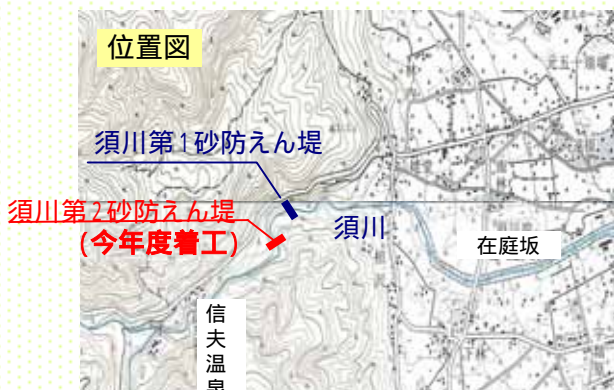 位置図
須川第1砂防えん堤
須川第2砂防えん堤
(今年度着工)
須川
在庭坂
信夫温泉